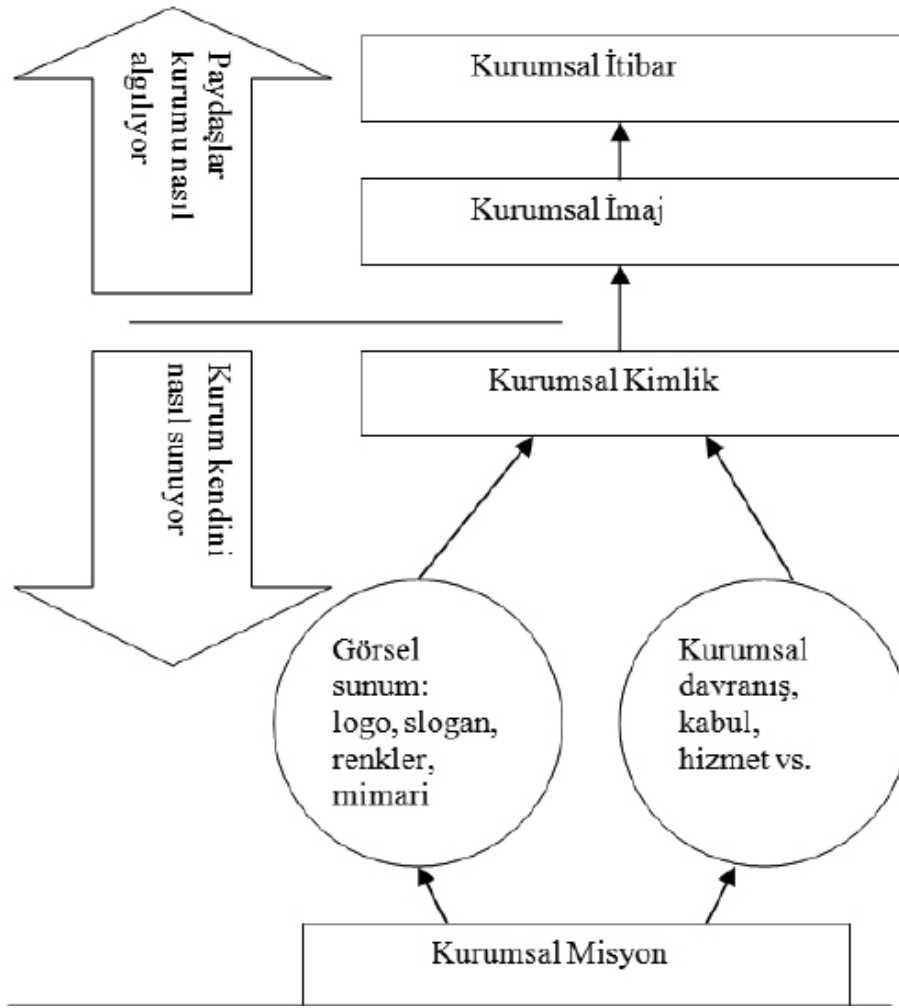 Paydaşlar
kurumu nasıl
algılıyor
Kurumsal İtibar
Kurumsal İmaj
Kurum kendini
nasıl sunuyor
Kurumsal Kimlik
Görsel
sunum:
logo, slogan,
renkler,
mimari
Kurumsal
davranış,
kabul,
hizmet vs.
Kurumsal Misyon